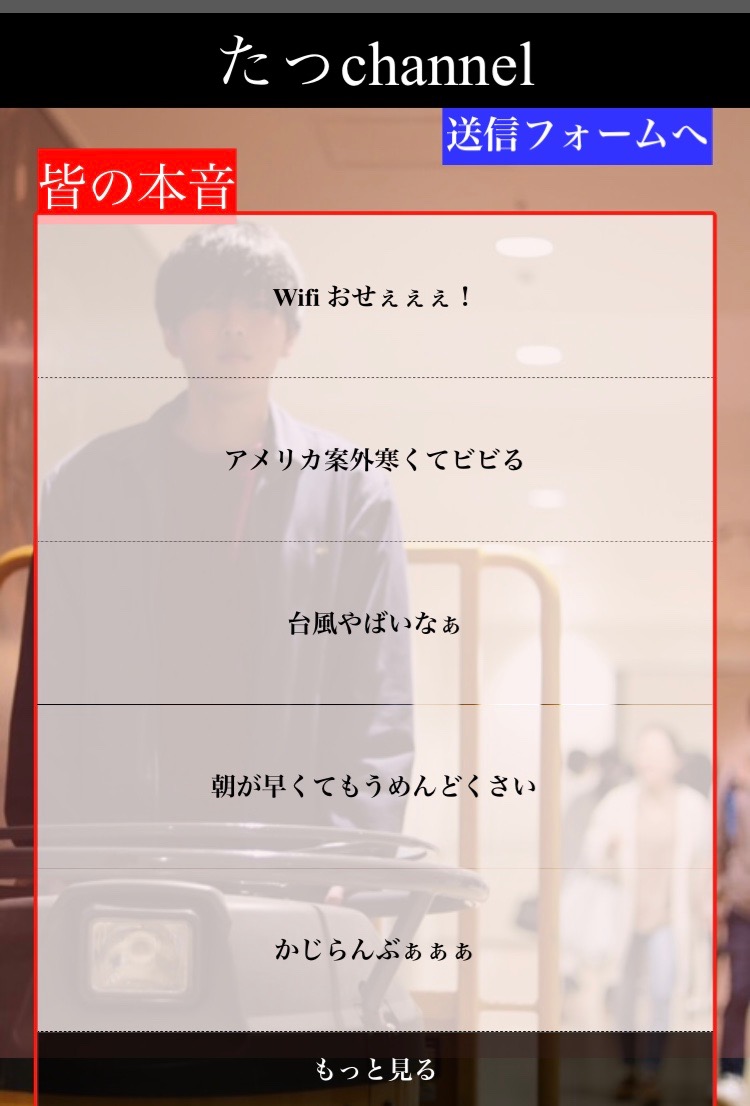 たっchannel
送信フォームへ
皆の本音
Wifi おせぇぇぇ！
アメリカ案外寒くてビビる
台風やばいなぁ
朝が早くてもうめんどくさい
かじらんぶぁぁぁ
もっと見る